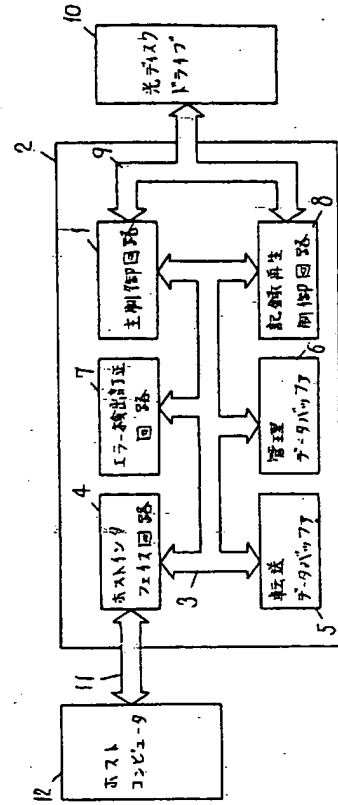 12
ホスト
コンピュータ
11
2
4
ホストインタ
フェイス回路
7
エラー検出訂正
回路
1
主制御回路
9
10
光ディスク
ドライブ
3
転送
データバッファ
5
管理
データバッファ
6
記録再生
制御回路
8